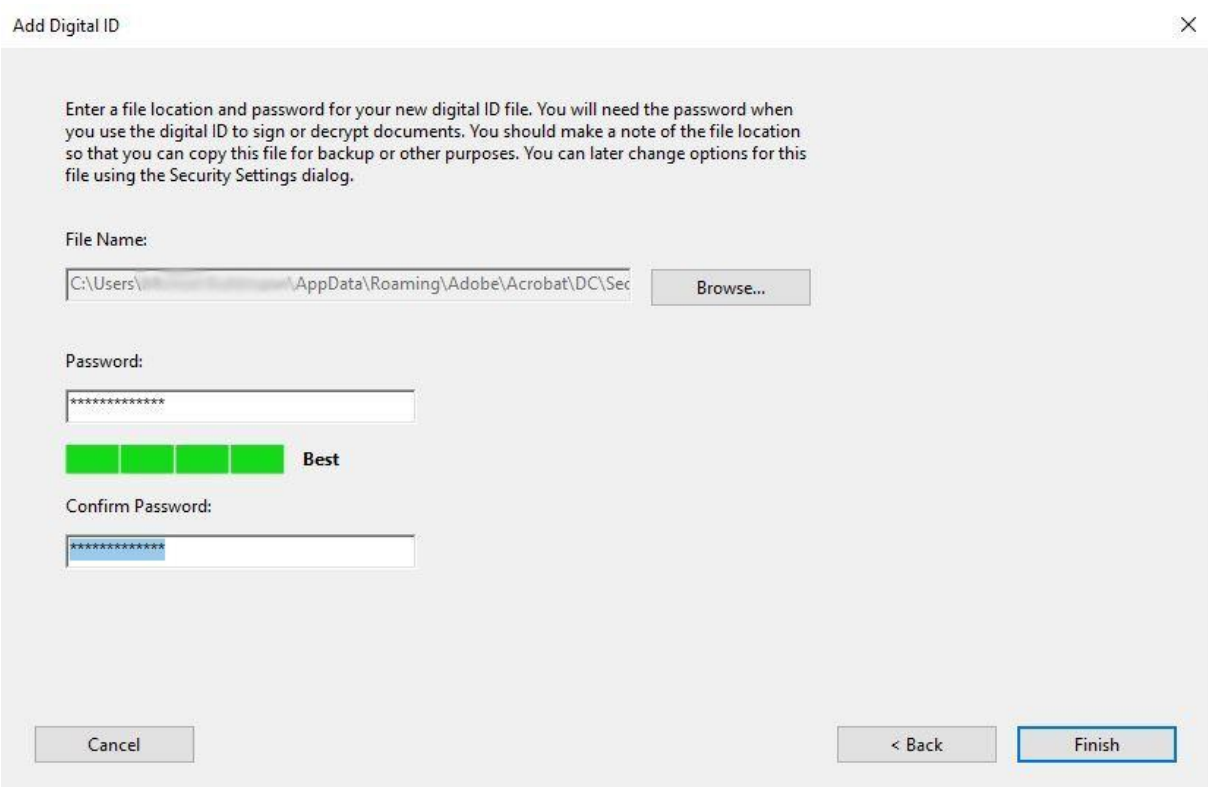 Add Digital ID
Enter a file location and password for your new digital ID file. You will need the password when
you use the digital ID to sign or decrypt documents. You should make a note of the file location
so that you can copy this file for backup or other purposes. You can later change options for this
file using the Security Settings dialog.
File Name:
C:\Users\ \AppData\Roaming\Adobe\Acrobat\DC\Sec
Browse...
Password:
*************
Best
Confirm Password:
*************
Cancel
< Back
Finish